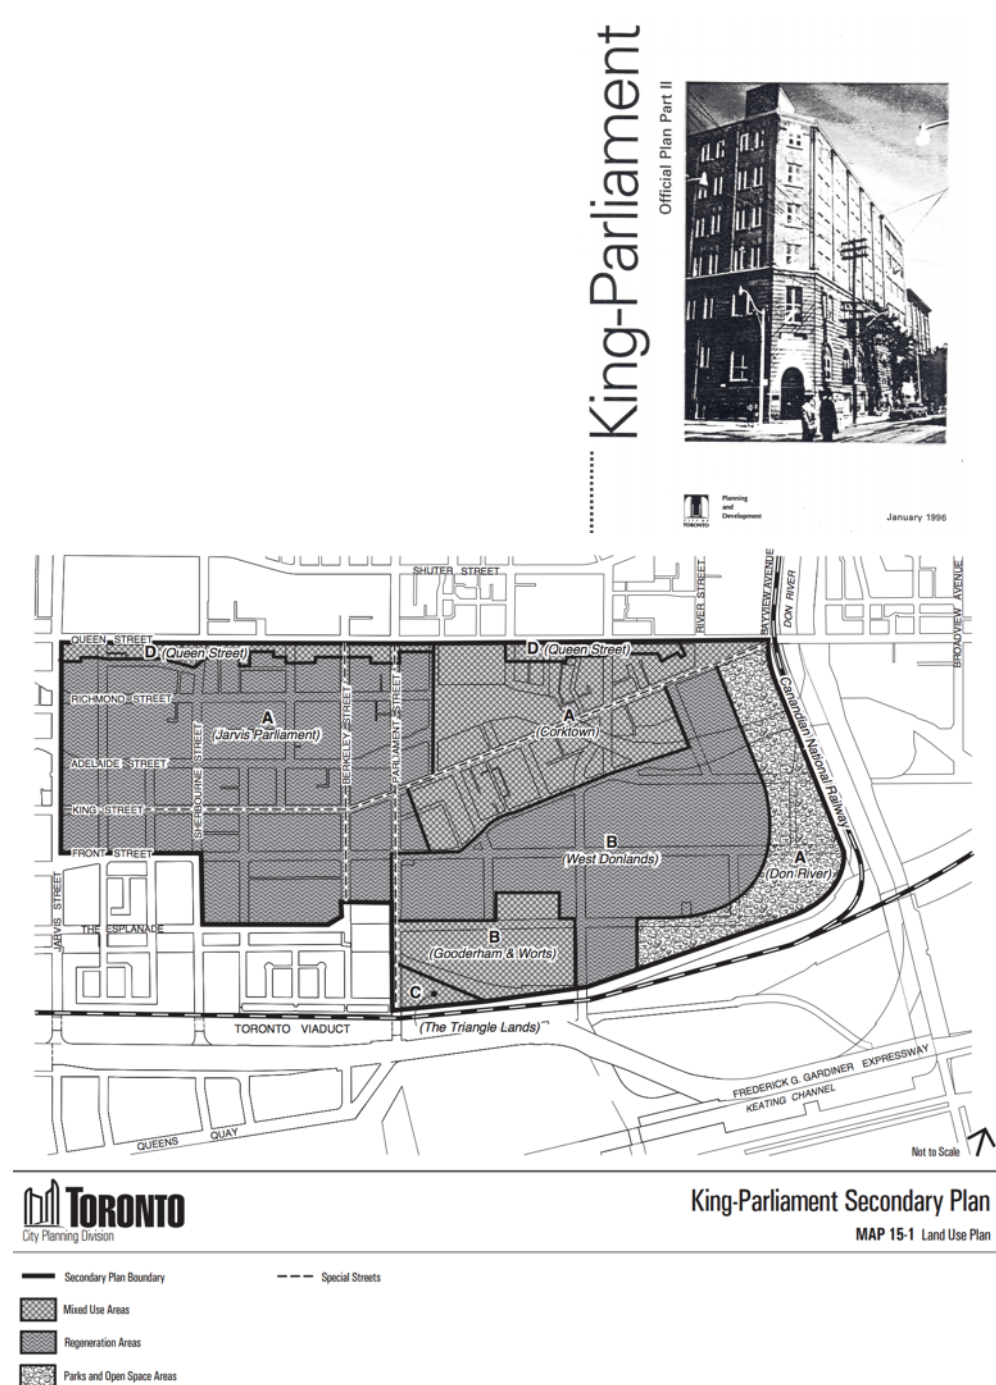 King-Parliament
Official Plan Part II
CITY OF
TORONTO
Planning
and
Development
January 1996
SHUTER STREET
RIVER STREET
BAYVIEW AVENUE
DON RIVER
BROADVIEW AVENUE
QUEEN STREET
D (Queen Street)
D (Queen Street)
RICHMOND STREET
A
(Jarvis Parliament)
A
(Corktown)
BERKELEY STREET
PARLIAMENT STREET
SHERBOURNE STREET
Canandian National Railway
ADELAIDE STREET
KING STREET
FRONT STREET
B
(West Donlands)
A
(Don River)
JARVIS STREET
THE ESPLANADE
B
(Gooderham & Worts)
C
TORONTO VIADUCT
(The Triangle Lands)
FREDERICK G. GARDINER EXPRESSWAY
KEATING CHANNEL
QUEENS QUAY
Not to Scale
TORONTO
City Planning Division
King-Parliament Secondary Plan
MAP 15-1 Land Use Plan
Secondary Plan Boundary
Special Streets
Mixed Use Areas
Regeneration Areas
Parks and Open Space Areas